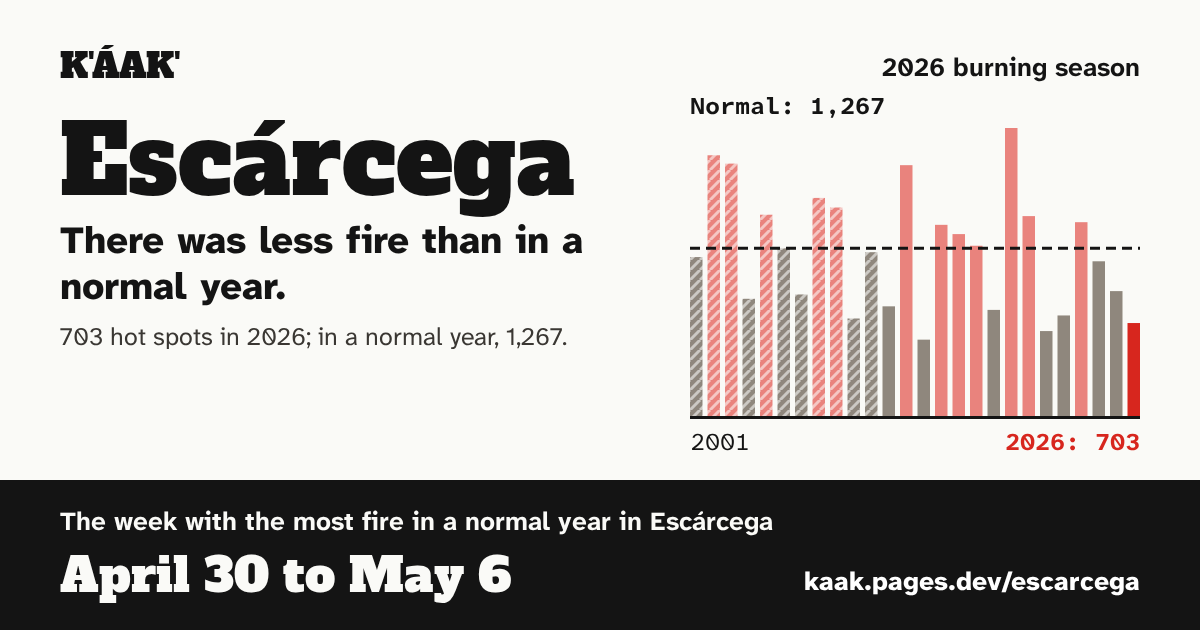 K'ÁAK'
Escárcega
There was less fire than in a
normal year.
703 hot spots in 2026; in a normal year, 1,267.
2026 burning season
Normal: 1,267
2001
2026: 703
The week with the most fire in a normal year in Escárcega
April 30 to May 6
kaak.pages.dev/escarcega